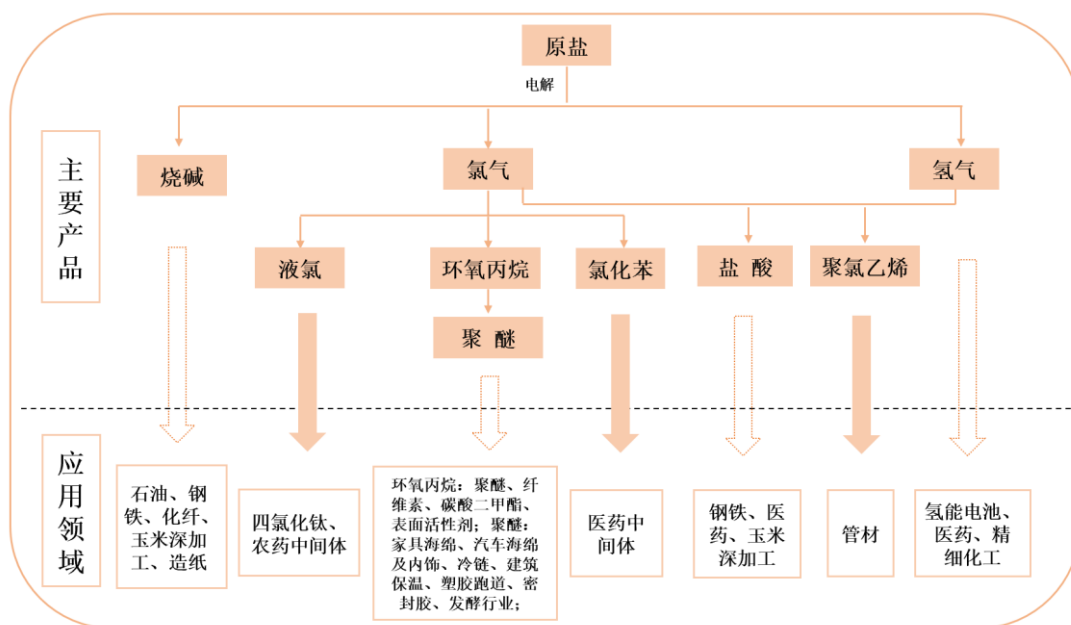 原盐
电解
主要产品
烧碱
氯气
氢气
液氯
环氧丙烷
氯化苯
盐 酸
聚氯乙烯
聚 醚
应用领域
石油、钢
铁、化纤、
玉米深加
工、造纸
四氯化钛、
农药中间体
环氧丙烷：聚醚、纤
维素、碳酸二甲酯、
表面活性剂；聚醚：
家具海绵、汽车海绵
及内饰、冷链、建筑
保温、塑胶跑道、密
封胶、发酵行业；
医药中
间体
钢铁、医
药、玉米
深加工
管材
氢能电池、
医药、精
细化工